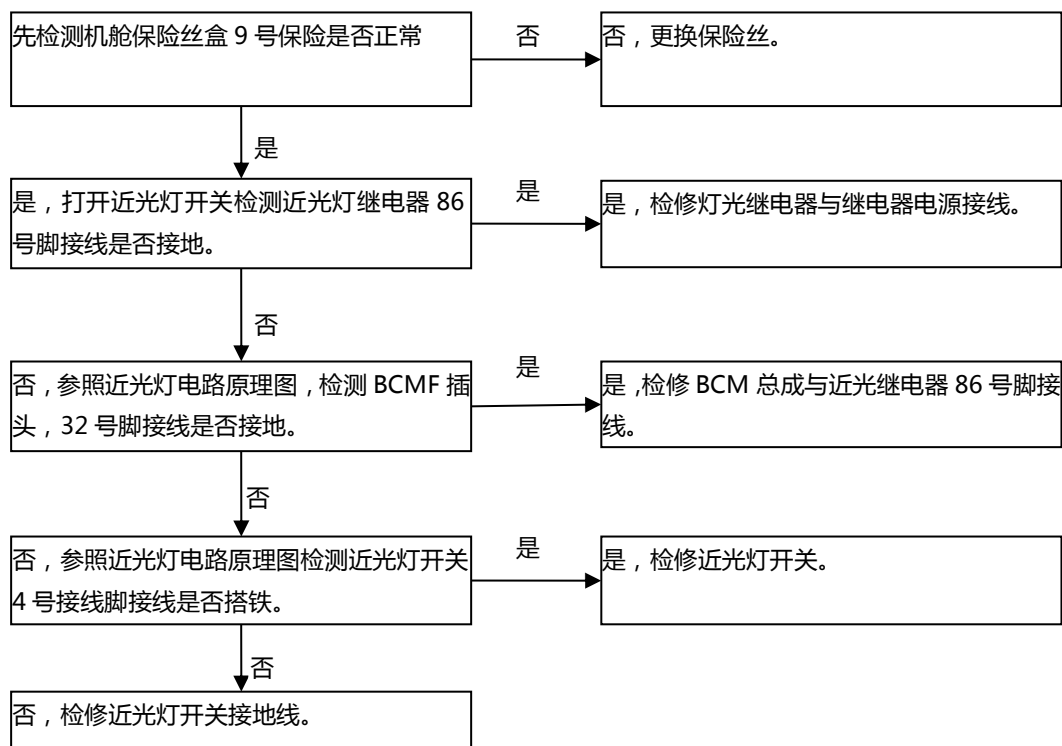 先检测机舱保险丝盒 9 号保险是否正常
否
否，更换保险丝。
是
是，打开近光灯开关检测近光灯继电器 86
号脚接线是否接地。
是
是，检修灯光继电器与继电器电源接线。
否
否，参照近光灯电路原理图，检测 BCMF 插
头，32 号脚接线是否接地。
是
是，检修 BCM 总成与近光继电器 86 号脚接
线。
否
否，参照近光灯电路原理图检测近光灯开关
4 号接线脚接线是否搭铁。
是
是，检修近光灯开关。
否
否，检修近光灯开关接地线。